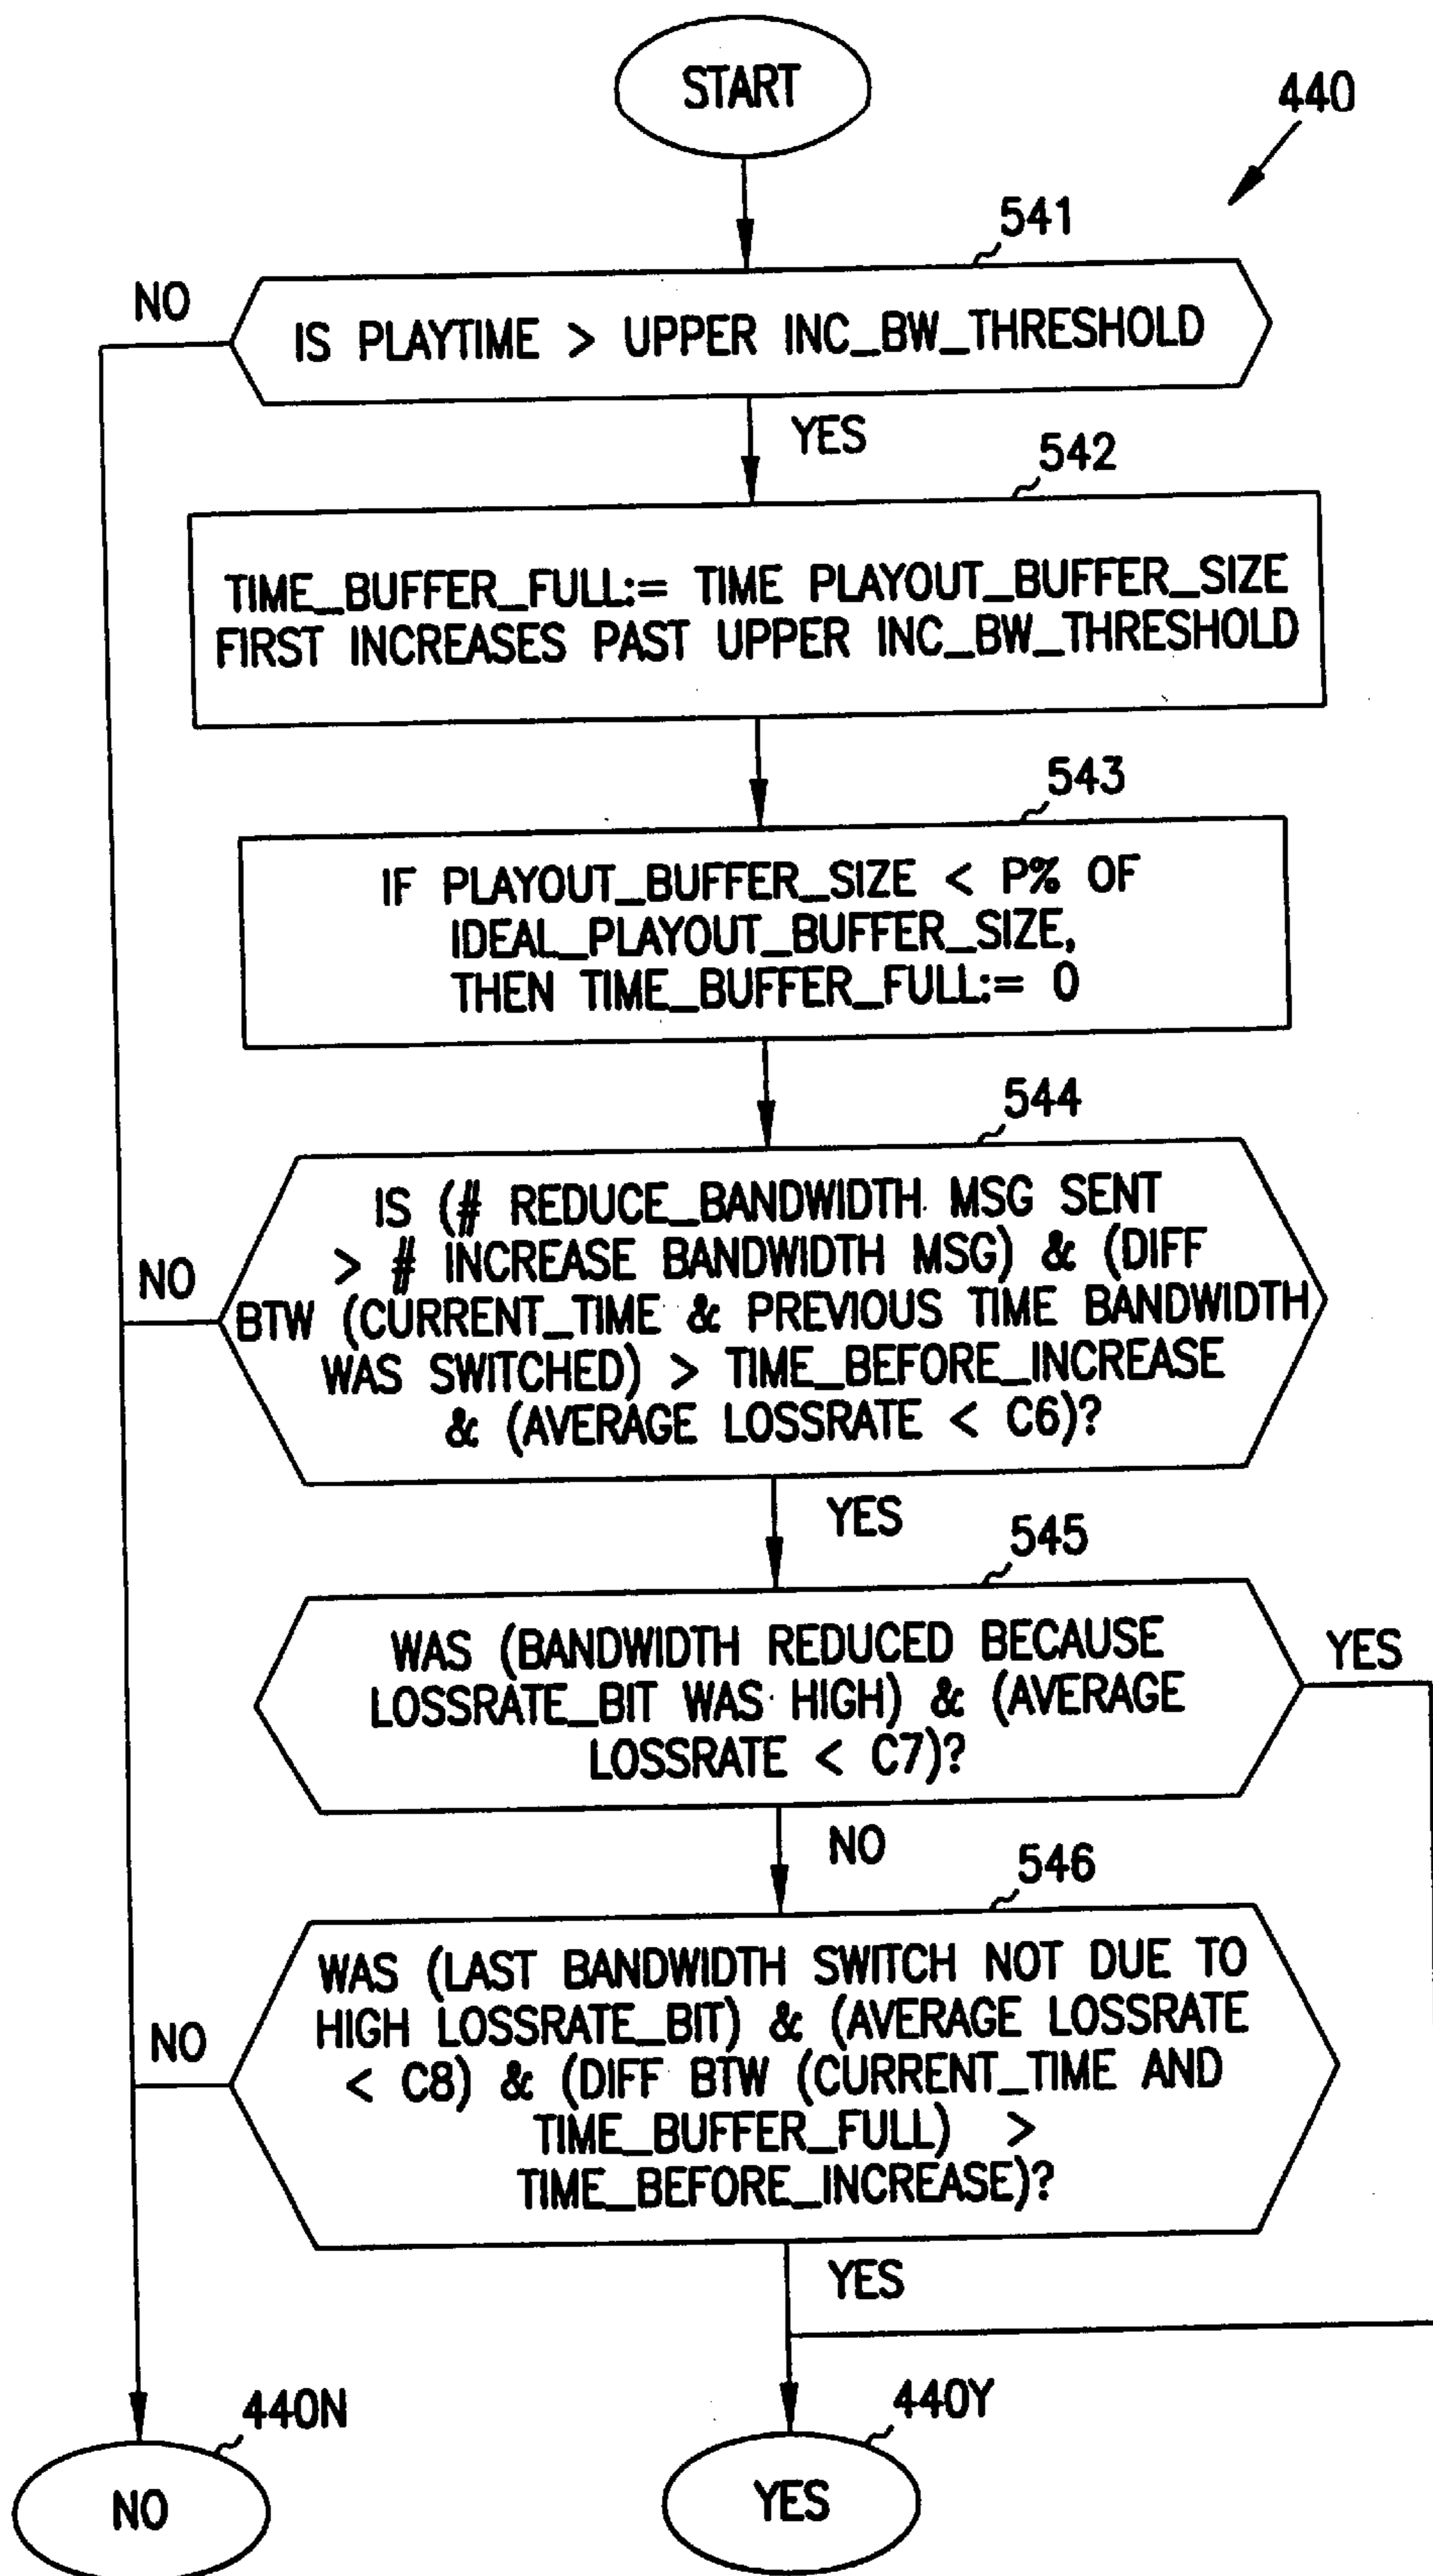 START
440
541
NO
IS PLAYTIME > UPPER INC_BW_THRESHOLD
YES
542
TIME_BUFFER_FULL:= TIME PLAYOUT_BUFFER_SIZE
FIRST INCREASES PAST UPPER INC_BW_THRESHOLD
543
IF PLAYOUT_BUFFER_SIZE < P% OF
IDEAL_PLAYOUT_BUFFER_SIZE,
THEN TIME_BUFFER_FULL:= 0
544
NO
IS (# REDUCE_BANDWIDTH MSG SENT
> # INCREASE BANDWIDTH MSG) & (DIFF
BTW (CURRENT_TIME & PREVIOUS TIME BANDWIDTH
WAS SWITCHED) > TIME_BEFORE_INCREASE
& (AVERAGE LOSSRATE < C6)?
YES
545
WAS (BANDWIDTH REDUCED BECAUSE
LOSSRATE_BIT WAS HIGH) & (AVERAGE
LOSSRATE < C7)?
YES
NO
546
NO
WAS (LAST BANDWIDTH SWITCH NOT DUE TO
HIGH LOSSRATE_BIT) & (AVERAGE LOSSRATE
< C8) & (DIFF BTW (CURRENT_TIME AND
TIME_BUFFER_FULL) >
TIME_BEFORE_INCREASE)?
YES
440N
NO
440Y
YES